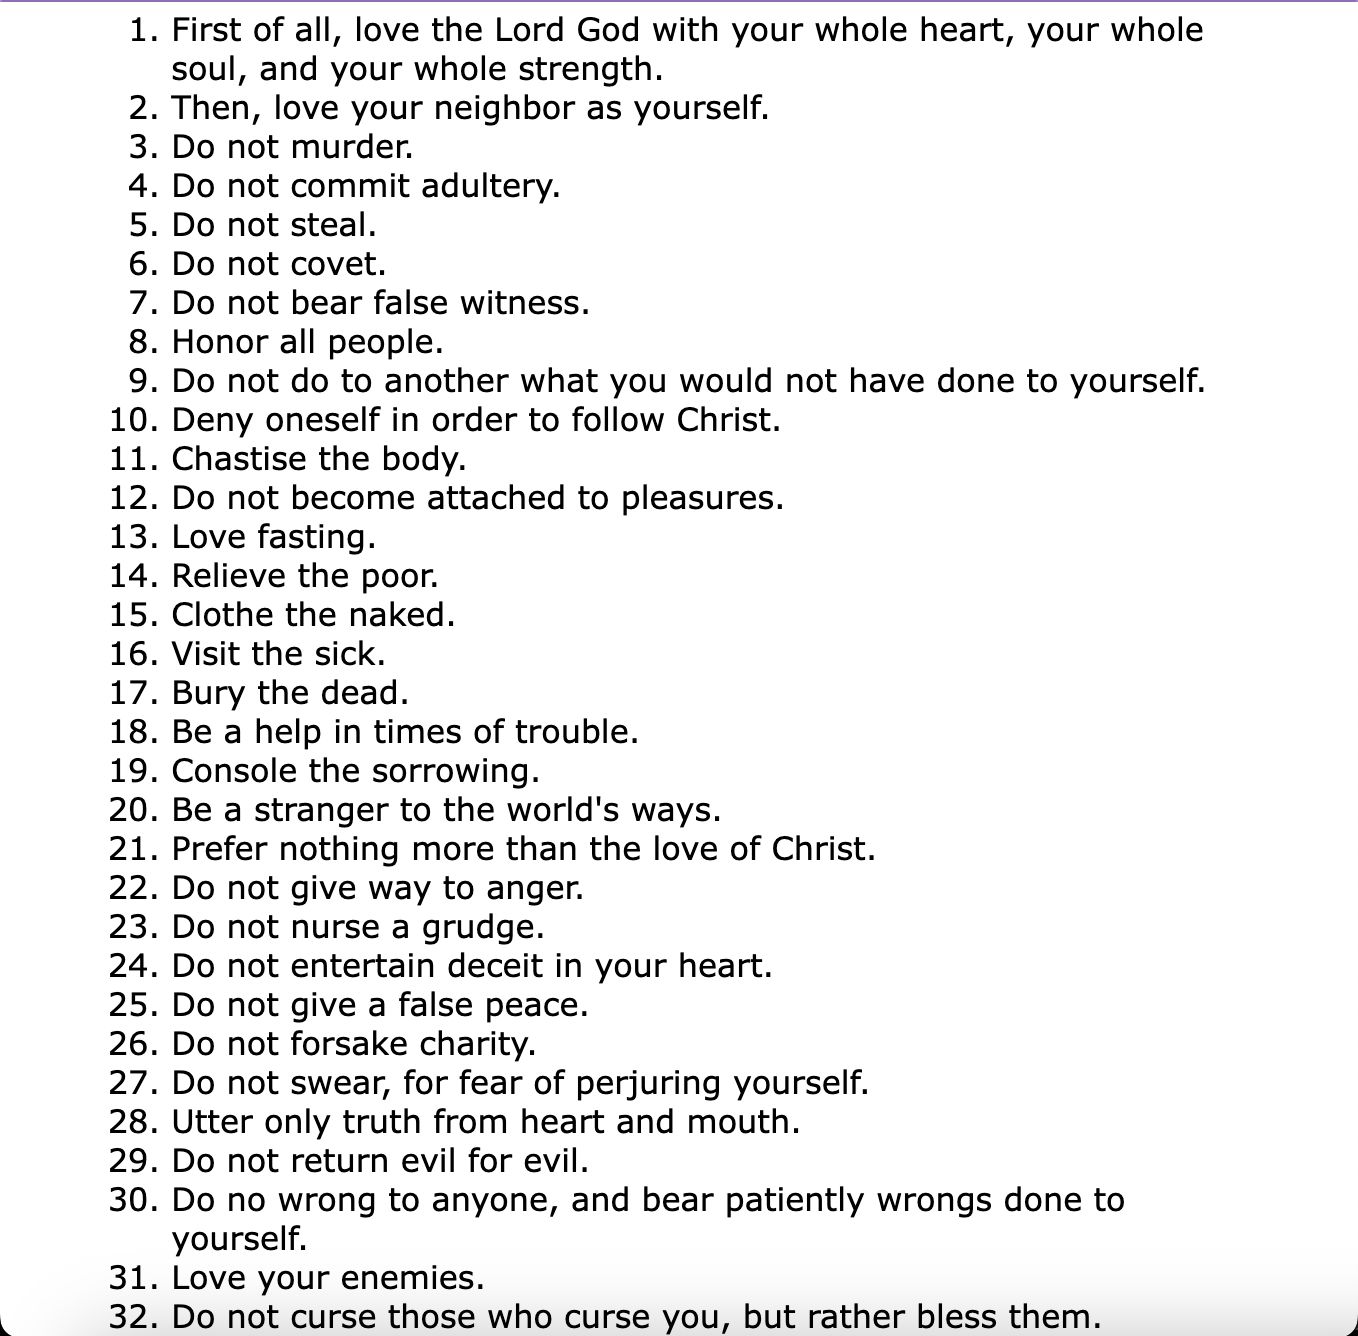 1. First of all, love the Lord God with your whole heart, your whole
soul, and your whole strength.
2. Then, love your neighbor as yourself.
3. Do not murder.
4. Do not commit adultery.
5. Do not steal.
6. Do not covet.
7. Do not bear false witness.
8. Honor all people.
9. Do not do to another what you would not have done to yourself.
10. Deny oneself in order to follow Christ.
11. Chastise the body.
12. Do not become attached to pleasures.
13. Love fasting.
14. Relieve the poor.
15. Clothe the naked.
16. Visit the sick.
17. Bury the dead.
18. Be a help in times of trouble.
19. Console the sorrowing.
20. Be a stranger to the world's ways.
21. Prefer nothing more than the love of Christ.
22. Do not give way to anger.
23. Do not nurse a grudge.
24. Do not entertain deceit in your heart.
25. Do not give a false peace.
26. Do not forsake charity.
27. Do not swear, for fear of perjuring yourself.
28. Utter only truth from heart and mouth.
29. Do not return evil for evil.
30. Do no wrong to anyone, and bear patiently wrongs done to
yourself.
31. Love your enemies.
32. Do not curse those who curse you, but rather bless them.